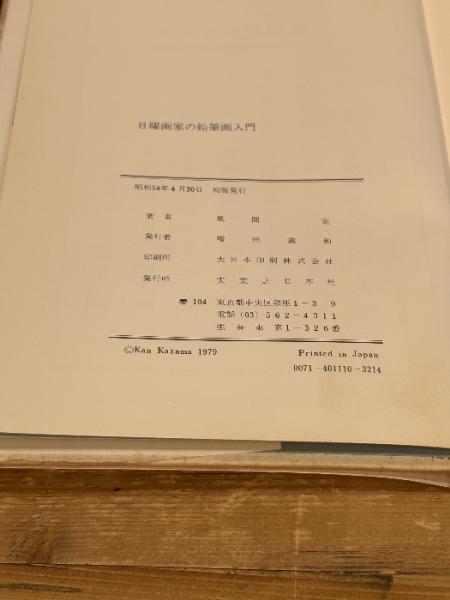 日曜画家の鉛筆画入門
昭和54年4月20日 初版発行
著者 風間完
発行者 増田義和
印刷所 大日本印刷株式会社
発行所 実業之日本社
〠104 東京都中央区銀座1-3-9
電話 (03) 562-4311
振替東京1-326番
©Kan Kazama 1979 Printed in Japan
0071-401110-3214